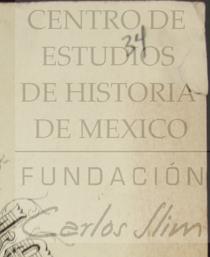 34
CENTRO DE
ESTUDIOS
DE HISTORIA
DE MEXICO
FUNDACIÓN
Carlos Slim